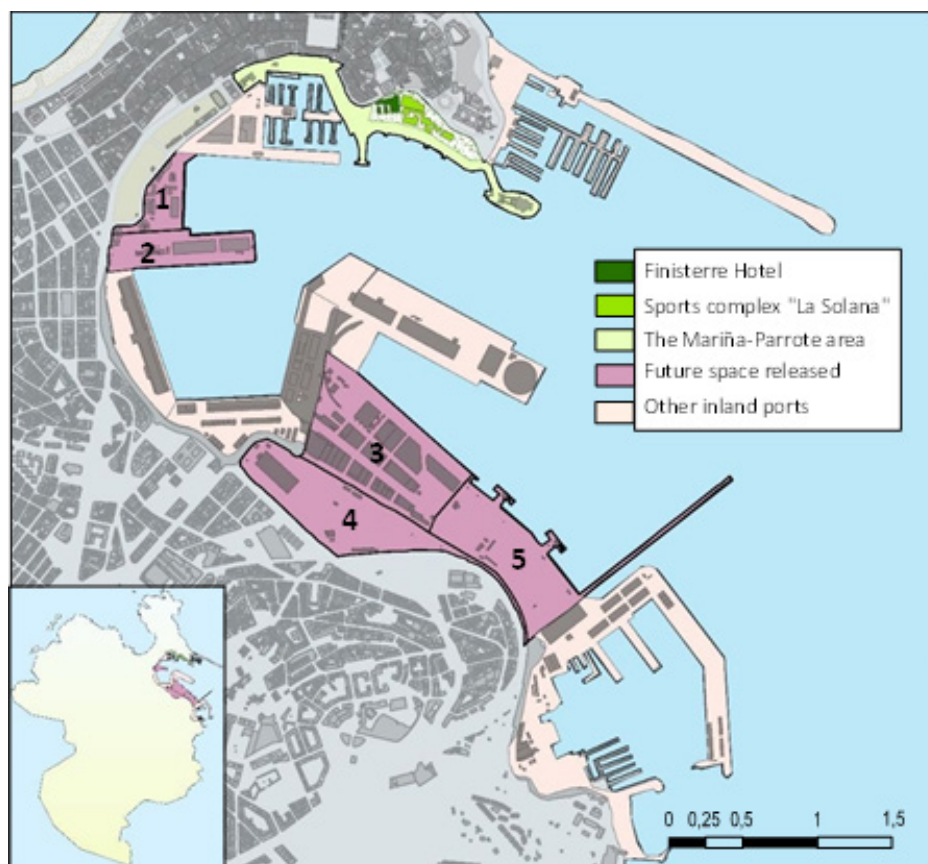 1
2
Finisterre Hotel
Sports complex "La Solana"
The Mariña-Parrote area
Future space released
Other inland ports
3
4
5
0 0,25 0,5 1 1,5